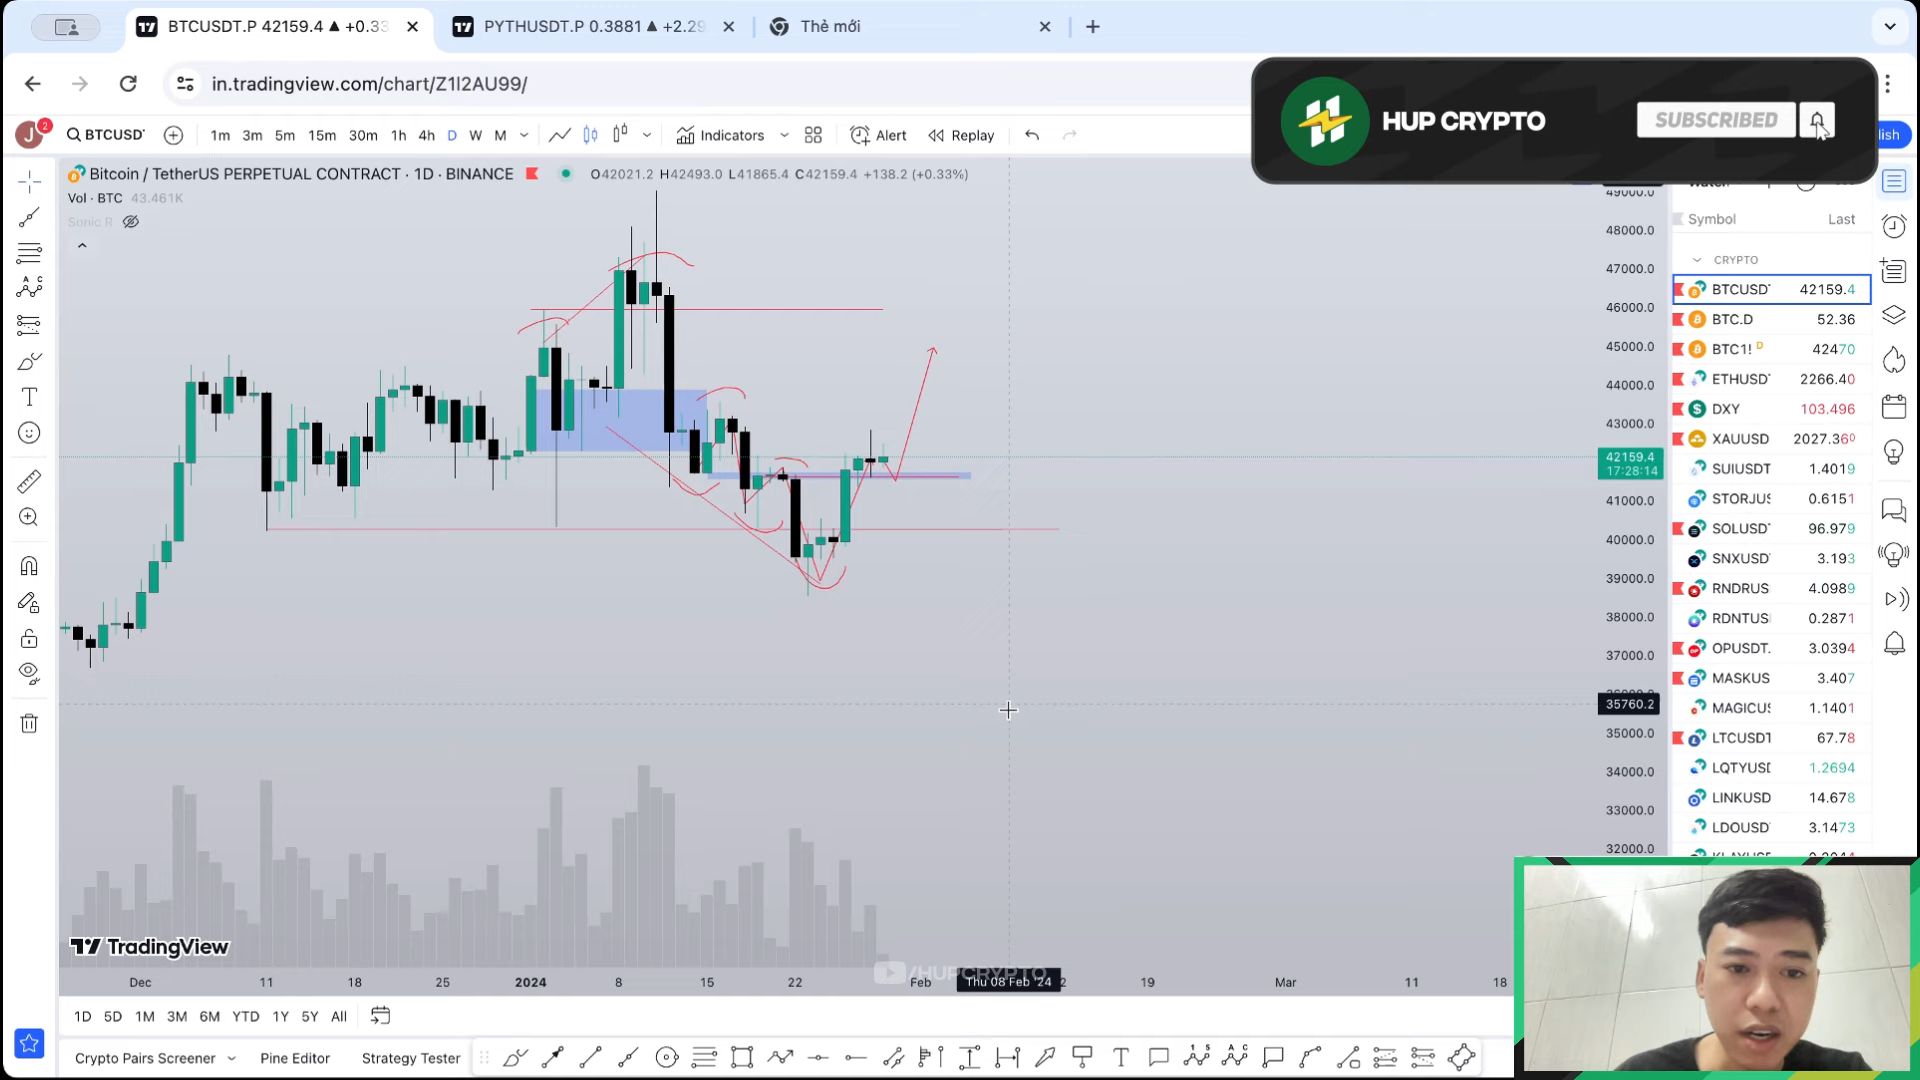 BTCUSDT.P 42159.4 ▲ +0.33
PYTHUSDT.P 0.3881 ▲ +2.29
Thẻ mới
in.tradingview.com/chart/Z1I2AU99/
HUP CRYPTO
SUBSCRIBED
J 2
BTCUSD
1m 3m 5m 15m 30m 1h 4h D W M
Indicators
Alert
Replay
lish
Bitcoin / TetherUS PERPETUAL CONTRACT · 1D · BINANCE
O42021.2 H42493.0 L41865.4 C42159.4 +138.2 (+0.33%)
Vol · BTC 43.461K
Sonic R
49000.0
48000.0
47000.0
46000.0
45000.0
44000.0
43000.0
42159.4
17:28:14
41000.0
40000.0
39000.0
38000.0
37000.0
35760.2
35000.0
34000.0
33000.0
32000.0
Symbol Last
CRYPTO
BTCUSD 42159.4
BTC.D 52.36
BTC1! D 42470
ETHUSD 2266.40
DXY 103.496
XAUUSD 2027.360
SUIUSDT 1.4019
STORJUS 0.6151
SOLUSD 96.979
SNXUSD 3.193
RNDRUS 4.0989
RDNTUS 0.2871
OPUSDT. 3.0394
MASKUS 3.407
MAGICUS 1.1401
LTCUSDT 67.78
LQTYUSD 1.2694
LINKUSD 14.678
LDOUSD 3.1473
TradingView
/HUPCRYPTO
Dec 11 18 25 2024 8 15 22 Feb Thu 08 Feb '24 2 19 Mar 11 18
1D 5D 1M 3M 6M YTD 1Y 5Y All
Crypto Pairs Screener
Pine Editor
Strategy Tester